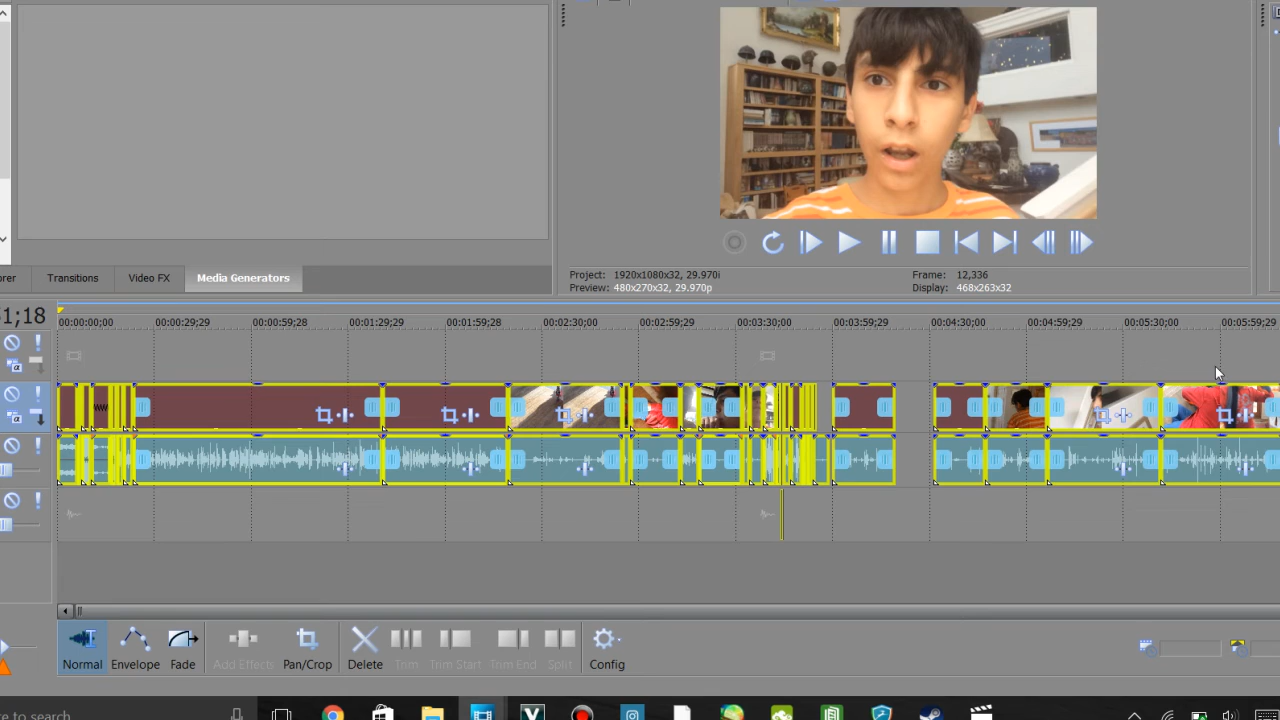 orer Transitions Video FX Media Generators
Project: 1920x1080x32, 29.970i Frame: 12,336
Preview: 480x270x32, 29.970p Display: 468x263x32
1;18
00:00:00;00 00:00:29;29 00:00:59;28 00:01:29;29 00:01:59;28 00:02:30;00 00:02:59;29 00:03:30;00 00:03:59;29 00:04:30;00 00:04:59;29 00:05:30;00 00:05:59;29
Normal Envelope Fade Add Effects Pan/Crop Delete Trim Trim Start Trim End Split Config
re to search